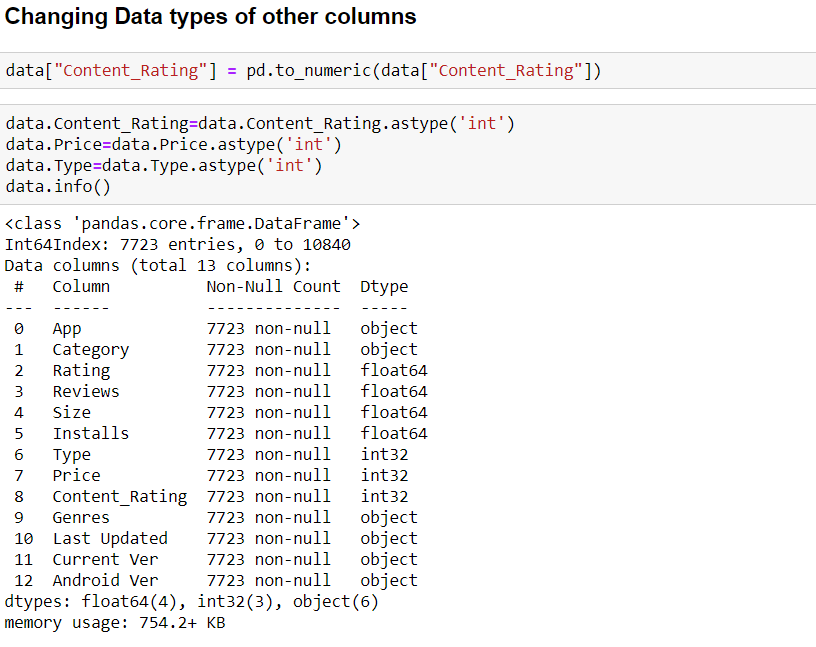 Changing Data types of other columns
data["Content_Rating"] = pd.to_numeric(data["Content_Rating"])
data.Content_Rating=data.Content_Rating.astype('int')
data.Price=data.Price.astype('int')
data.Type=data.Type.astype('int')
data.info()
<class 'pandas.core.frame.DataFrame'>
Int64Index: 7723 entries, 0 to 10840
Data columns (total 13 columns):
 #   Column          Non-Null Count  Dtype
---  ------          --------------  -----
 0   App             7723 non-null   object
 1   Category        7723 non-null   object
 2   Rating          7723 non-null   float64
 3   Reviews         7723 non-null   float64
 4   Size            7723 non-null   float64
 5   Installs        7723 non-null   float64
 6   Type            7723 non-null   int32
 7   Price           7723 non-null   int32
 8   Content_Rating  7723 non-null   int32
 9   Genres          7723 non-null   object
 10  Last Updated    7723 non-null   object
 11  Current Ver     7723 non-null   object
 12  Android Ver     7723 non-null   object
dtypes: float64(4), int32(3), object(6)
memory usage: 754.2+ KB